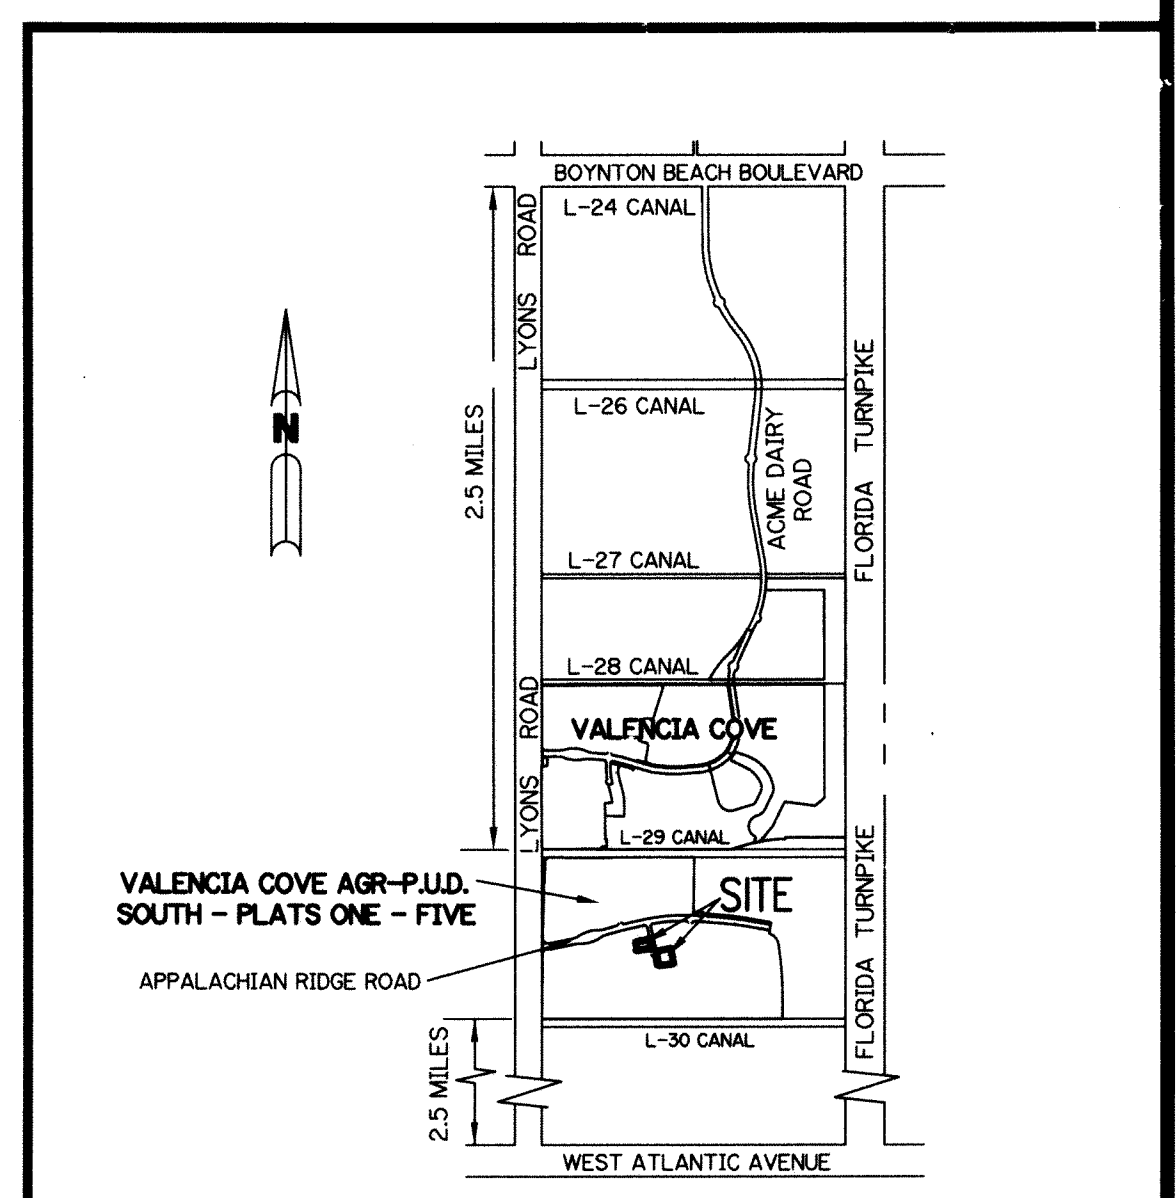 BOYNTON BEACH BOULEVARD
L-24 CANAL
LYONS ROAD
FLORIDA TURNPIKE
N
L-26 CANAL
2.5 MILES
ACME DAIRY
ROAD
L-27 CANAL
L-28 CANAL
LYONS ROAD
VALENCIA COVE
L-29 CANAL
FLORIDA TURNPIKE
VALENCIA COVE AGR-P.U.D.
SOUTH - PLATS ONE - FIVE
SITE
APPALACHIAN RIDGE ROAD
L-30 CANAL
2.5 MILES
WEST ATLANTIC AVENUE